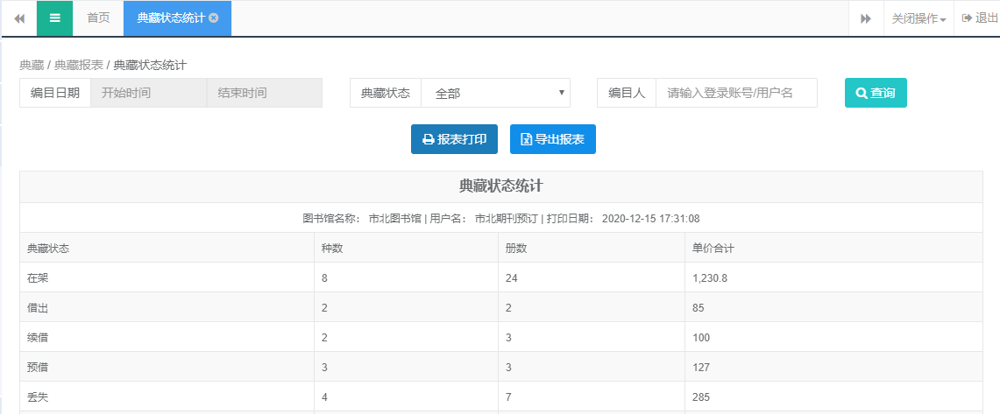 首页 典藏状态统计 关闭操作 退出
典藏 / 典藏报表 / 典藏状态统计
编目日期 开始时间 结束时间 典藏状态 全部 编目人 请输入登录账号/用户名 查询
报表打印 导出报表
典藏状态统计
图书馆名称： 市北图书馆 | 用户名： 市北期刊预订 | 打印日期： 2020-12-15 17:31:08
典藏状态 种数 册数 单价合计
在架 8 24 1,230.8
借出 2 2 85
续借 2 3 100
预借 3 3 127
丢失 4 7 285